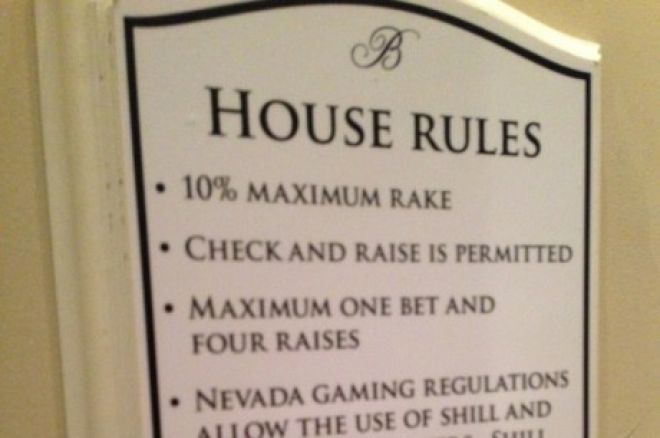 B
HOUSE RULES
• 10% MAXIMUM RAKE
• CHECK AND RAISE IS PERMITTED
• MAXIMUM ONE BET AND
FOUR RAISES
• NEVADA GAMING REGULATIONS
ALLOW THE USE OF SHILL AND
SHILL